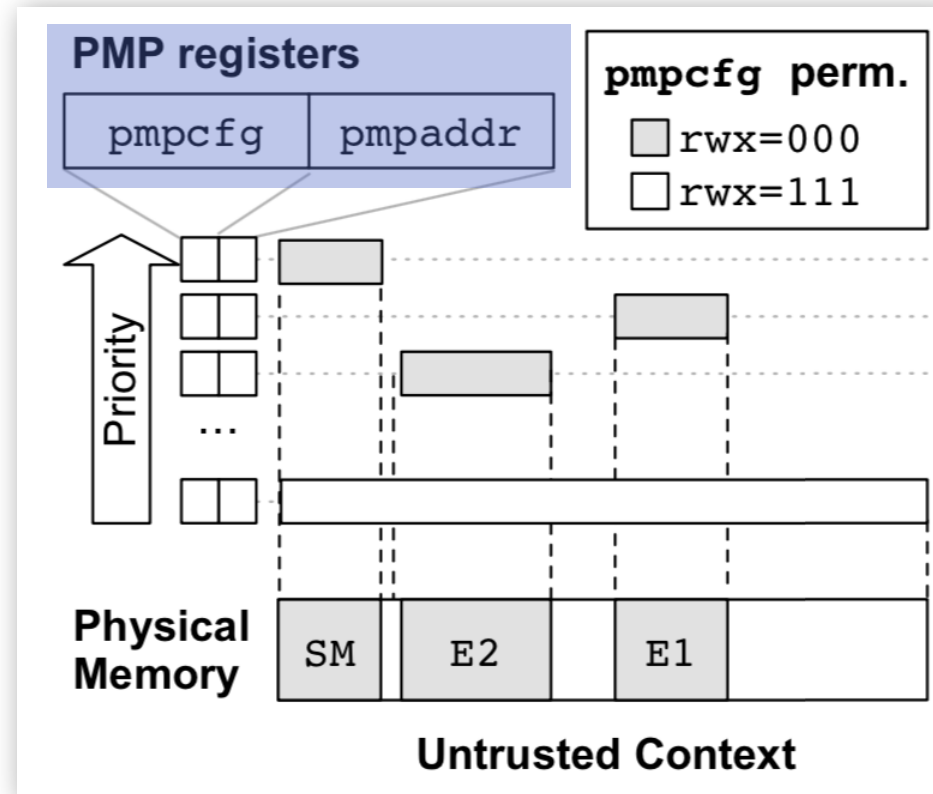 PMP registers
pmpcfg pmpaddr
pmpcfg perm.
rwx=000
rwx=111
Priority
...
Physical
Memory
SM E2 E1
Untrusted Context